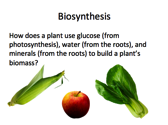 Biosynthesis
How does a plant use glucose (from
photosynthesis), water (from the roots), and
minerals (from the roots) to build a plant's
biomass?